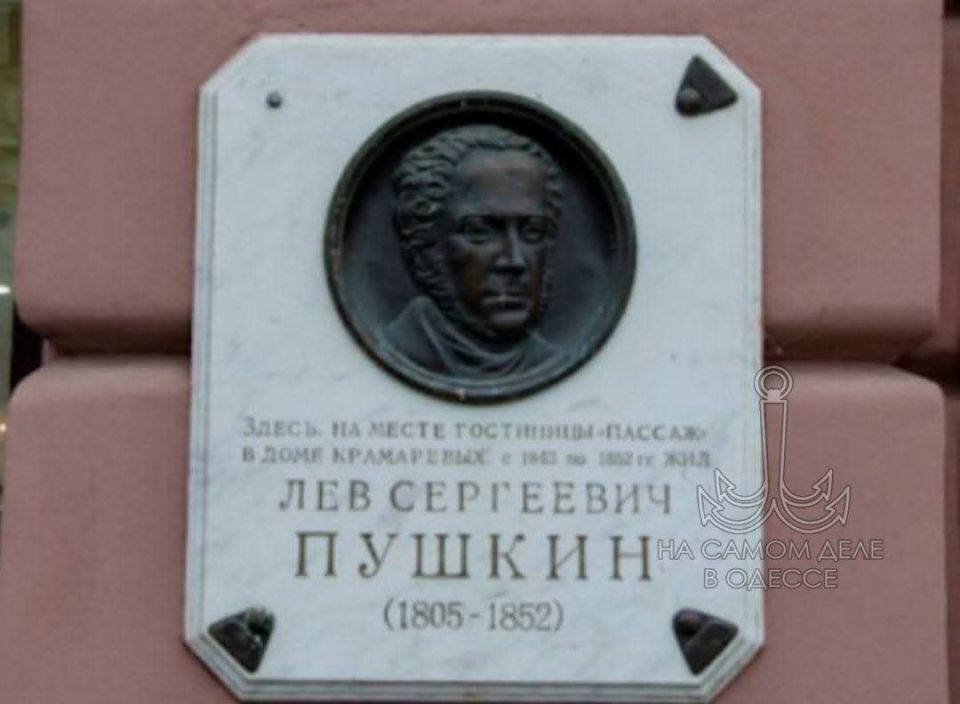 ЗДЕСЬ, НА МЕСТЕ ГОСТИНИЦЫ «ПАССАЖ»
В ДОМЕ КРАМАРЕВЫХ с 1843 по 1852 гг. ЖИЛ
ЛЕВ СЕРГЕЕВИЧ
ПУШКИН
(1805-1852)
НА САМОМ ДЕЛЕ
В ОДЕССЕ